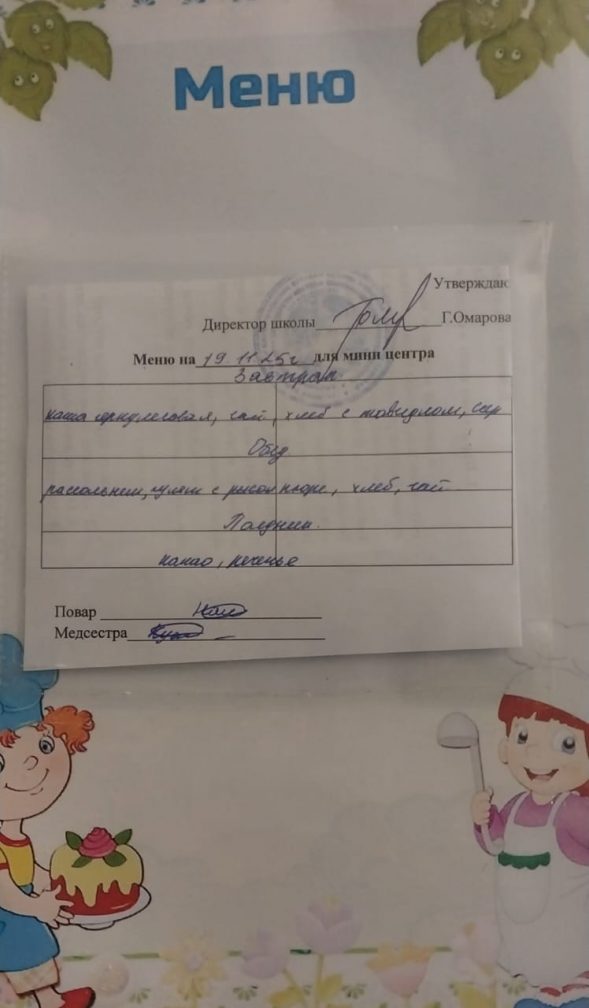 Меню
Утверждаю
Директор школы Г.Омарова
Меню на 19.11.25г для мини центра
Завтрак
каша геркулесовая, чай, хлеб с повидлом, сыр
Обед
рассольник, гуляш с рисом пюре, хлеб, чай
Полдник.
какао, печенье
Повар
Медсестра